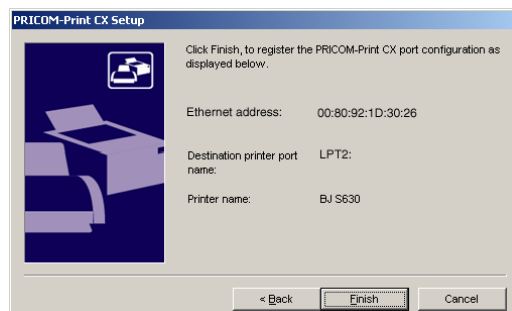 PRICOM-Print CX Setup
Click Finish, to register the PRICOM-Print CX port configuration as
displayed below.
Ethernet address: 00:80:92:1D:30:26
Destination printer port name: LPT2:
Printer name: BJ S630
< Back Finish Cancel